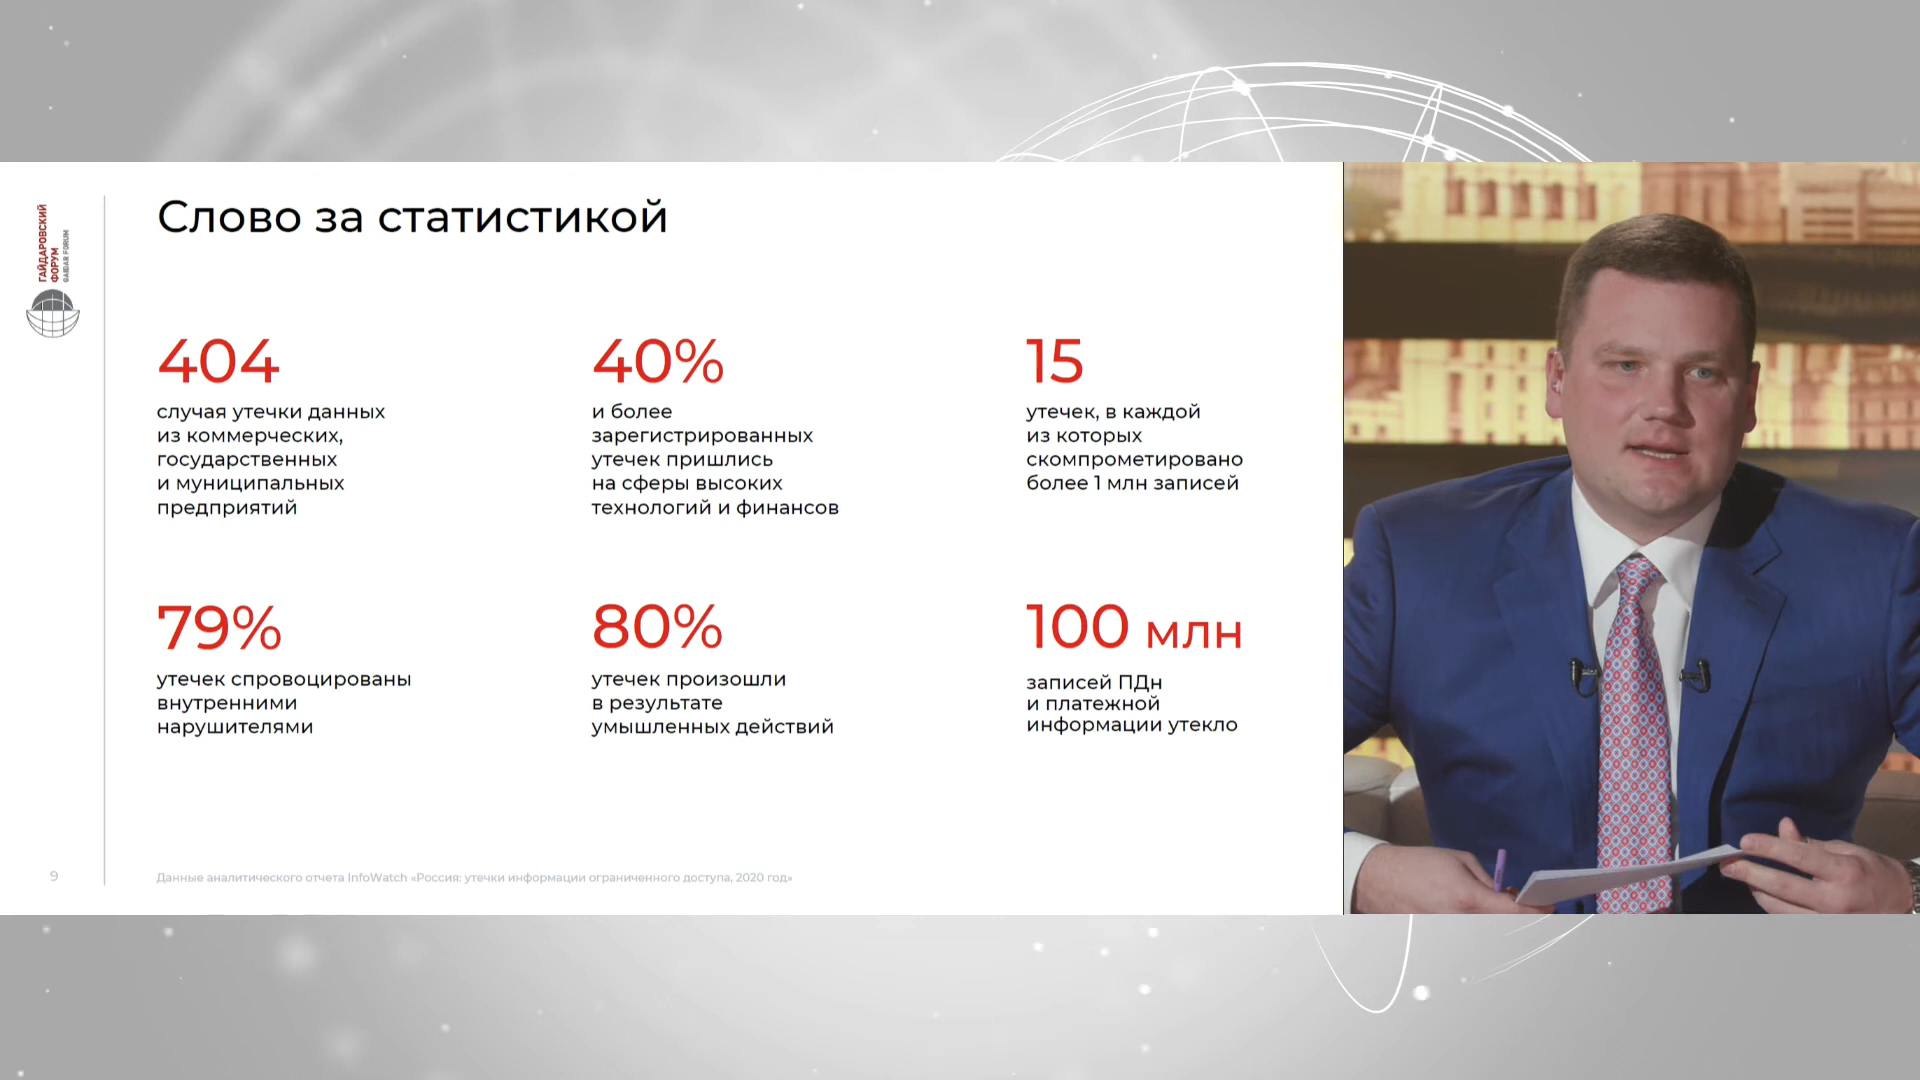 ГАЙДАРОВСКИЙ
ФОРУМ
GAIDAR FORUM
Слово за статистикой
404
случая утечки данных
из коммерческих,
государственных
и муниципальных
предприятий
40%
и более
зарегистрированных
утечек пришлись
на сферы высоких
технологий и финансов
15
утечек, в каждой
из которых
скомпрометировано
более 1 млн записей
79%
утечек спровоцированы
внутренними
нарушителями
80%
утечек произошли
в результате
умышленных действий
100 млн
записей ПДн
и платежной
информации утекло
9
Данные аналитического отчета InfoWatch «Россия: утечки информации ограниченного доступа, 2020 год»